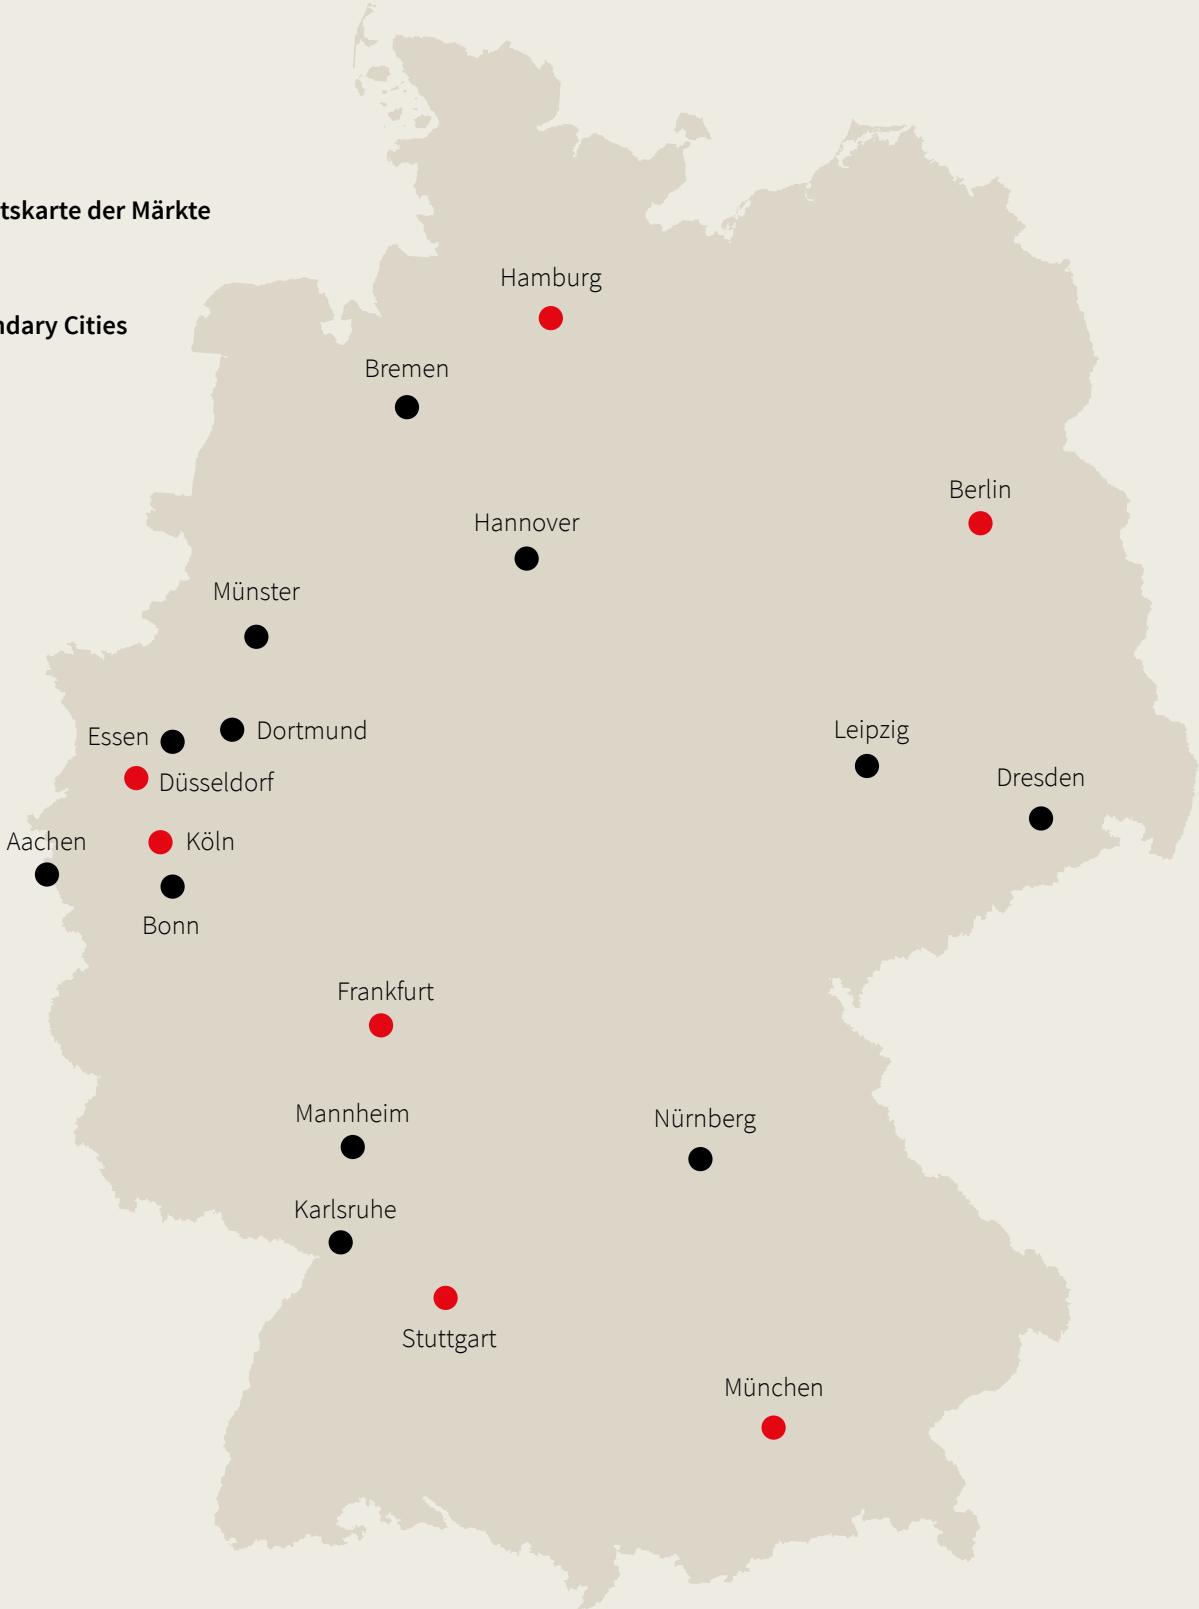 tskarte der Märkte
Hamburg
ndary Cities
Bremen
Berlin
Hannover
Münster
Essen
Dortmund
Leipzig
Düsseldorf
Dresden
Aachen
Köln
Bonn
Frankfurt
Mannheim
Nürnberg
Karlsruhe
Stuttgart
München